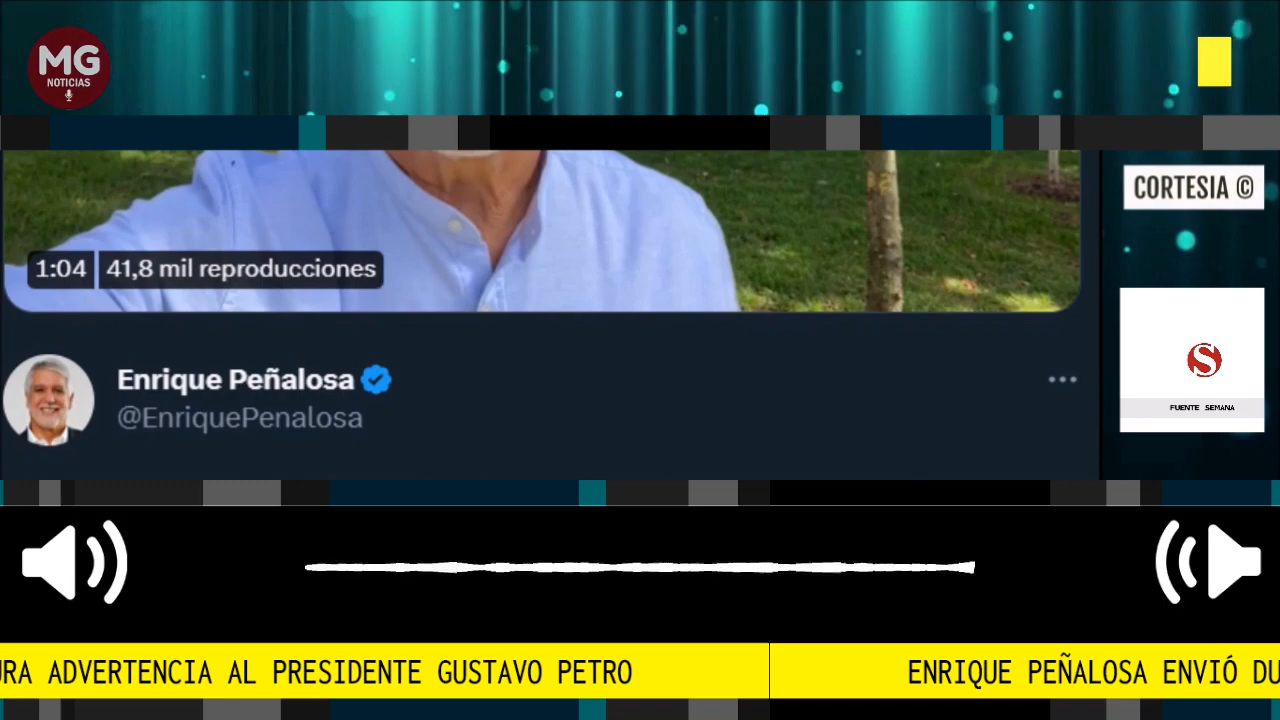 MG
NOTICIAS
CORTESIA ©
1:04 41,8 mil reproducciones
Enrique Peñalosa
@EnriquePenalosa
S
FUENTE SEMANA
URA ADVERTENCIA AL PRESIDENTE GUSTAVO PETRO
ENRIQUE PEÑALOSA ENVIÓ DU